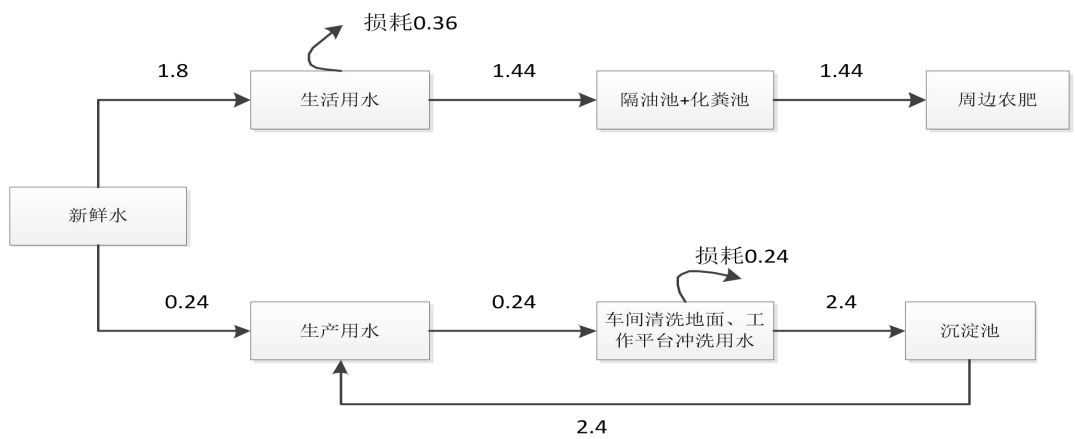 损耗0.36
1.8
1.44
1.44
生活用水
隔油池+化粪池
周边农肥
新鲜水
损耗0.24
0.24
0.24
2.4
生产用水
车间清洗地面、工
作平台冲洗用水
沉淀池
2.4